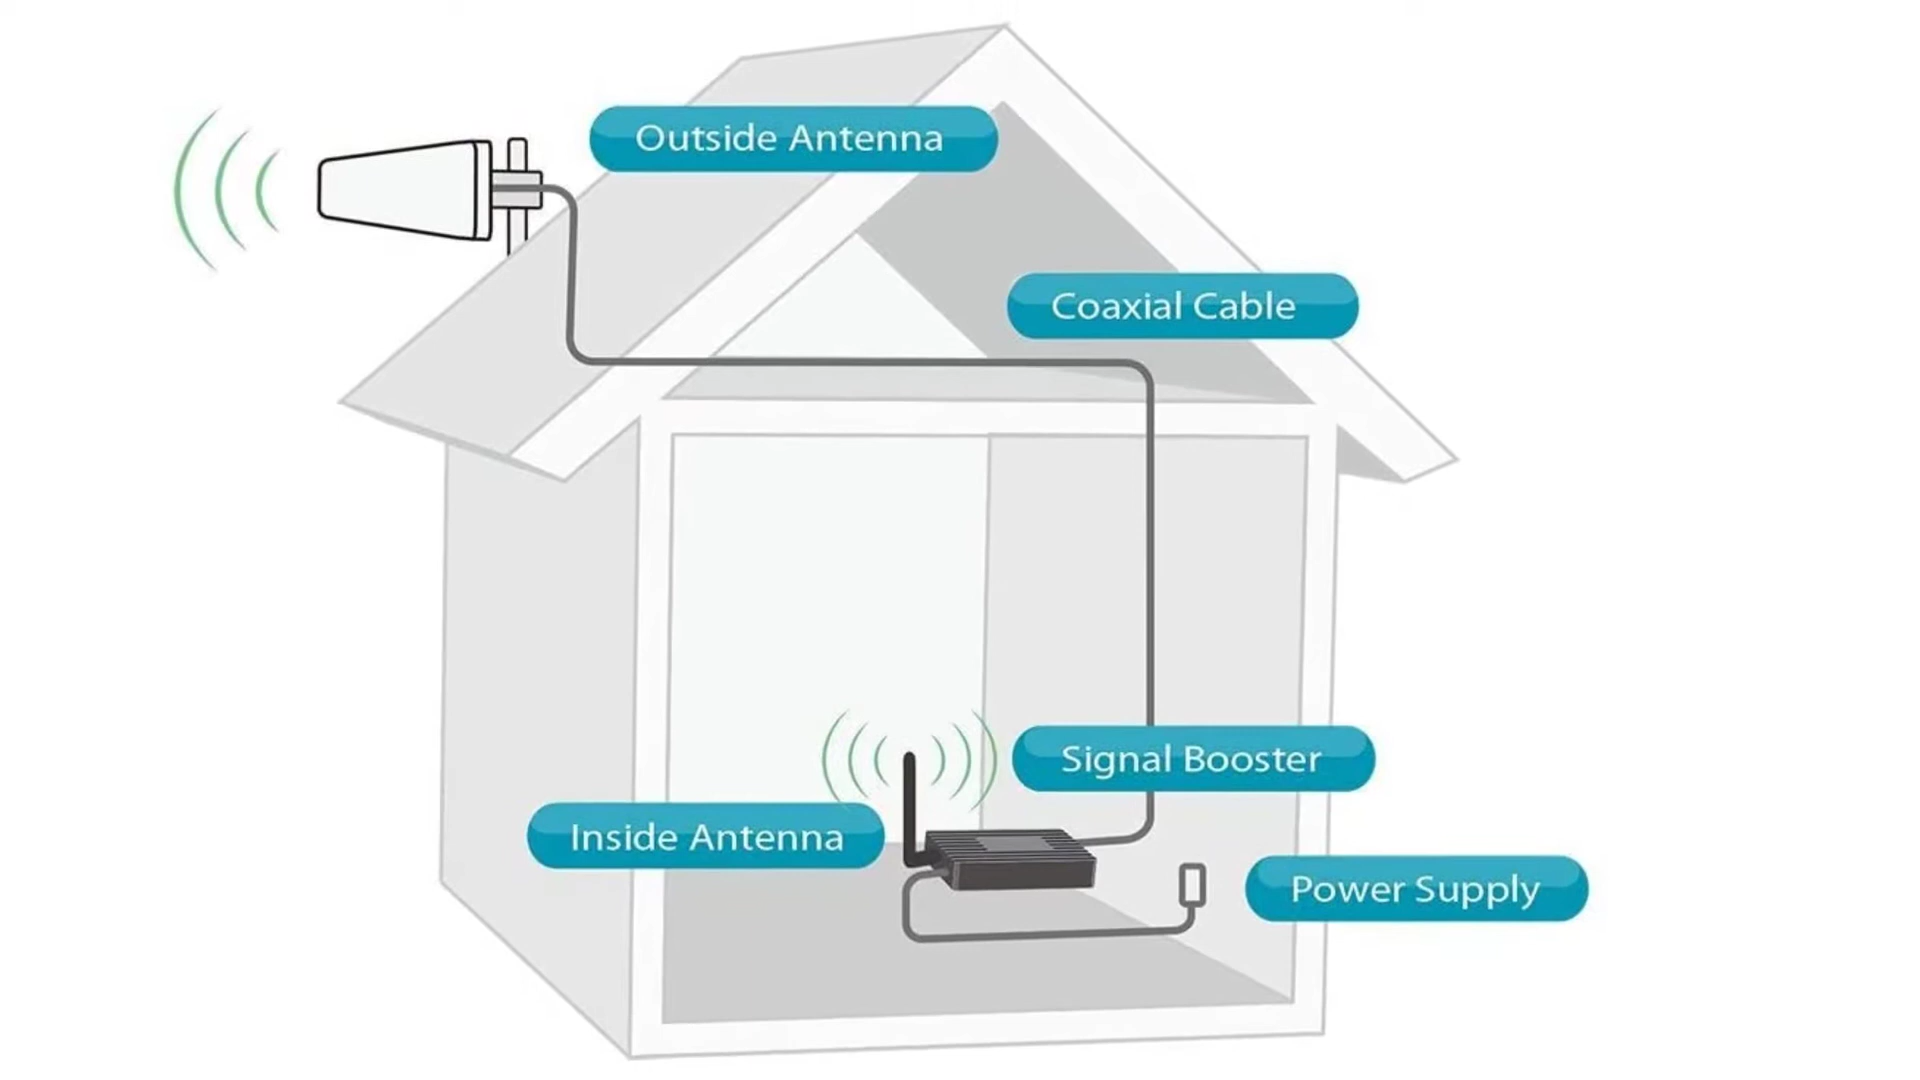 Outside Antenna
Coaxial Cable
Signal Booster
Inside Antenna
Power Supply